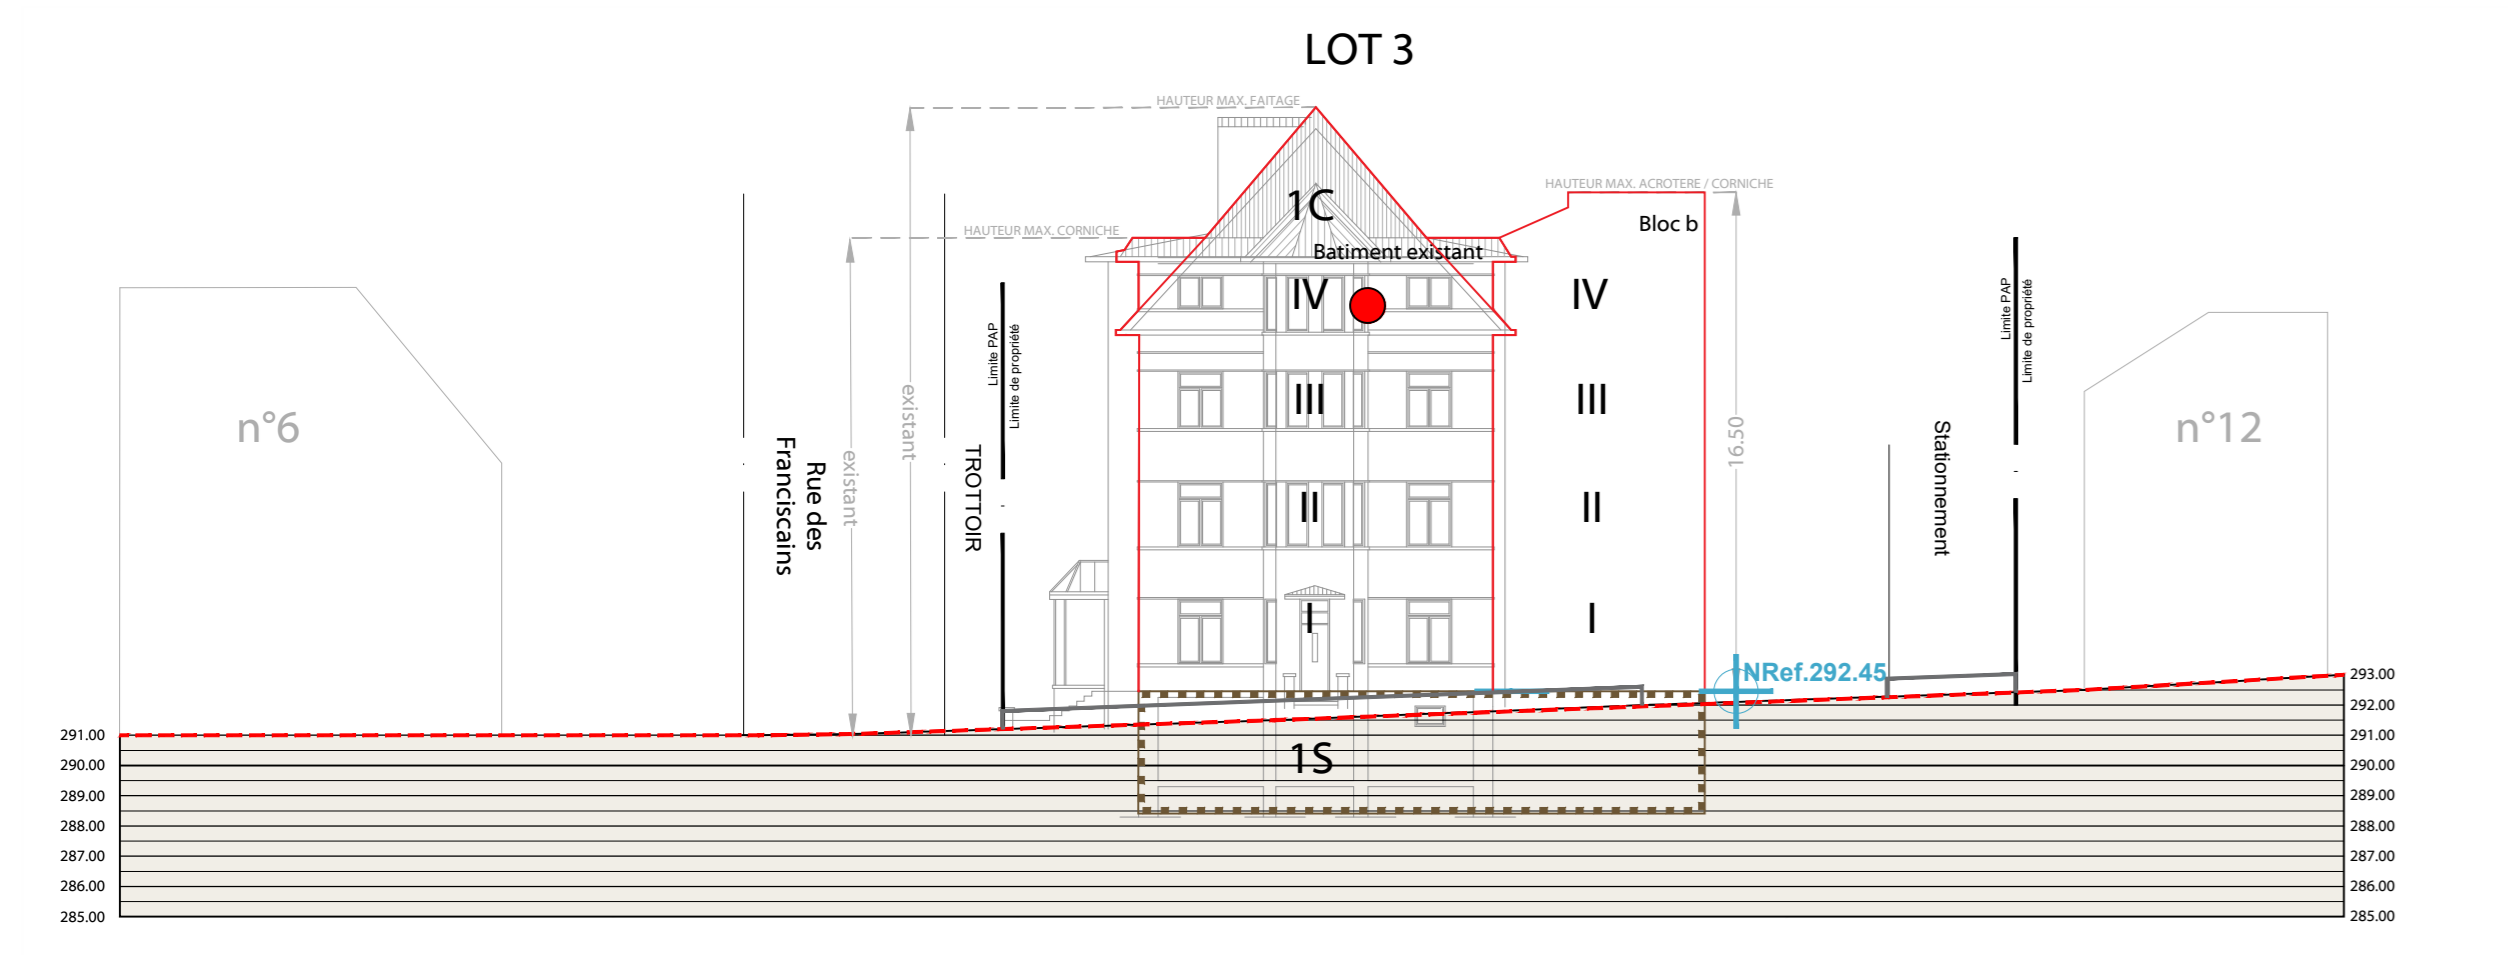 LOT 3
HAUTEUR MAX. FAITAGE
HAUTEUR MAX. ACROTERE / CORNICHE
1C
Bloc b
HAUTEUR MAX. CORNICHE
Batiment existant
IV
IV
Limite PAP
Limite de propriété
Limite PAP
Limite de propriété
n°6
existant
existant
Rue des
Franciscains
TROTTOIR
III
III
16.50
Stationnement
n°12
II
II
I
I
NRef.292.45
1S
291.00
290.00
289.00
288.00
287.00
286.00
285.00
293.00
292.00
291.00
290.00
289.00
288.00
287.00
286.00
285.00